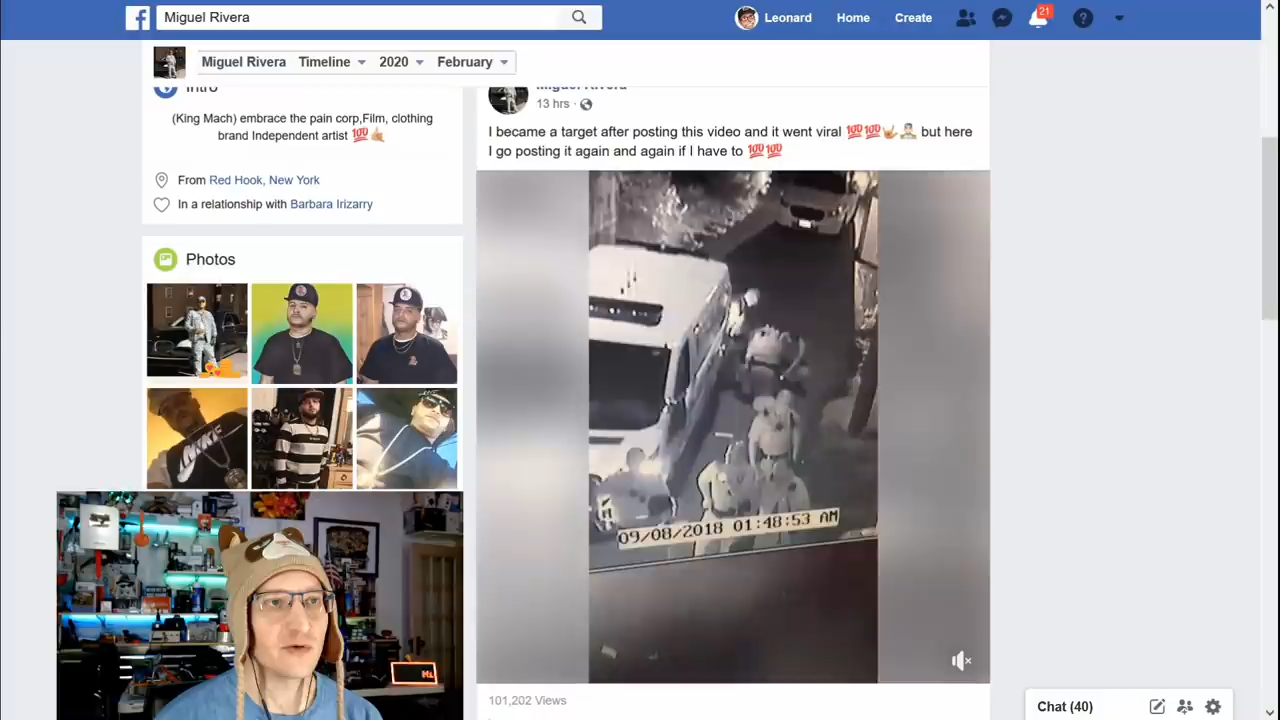 Miguel Rivera
Leonard Home Create 21
Miguel Rivera Timeline 2020 February
Intro
(King Mach) embrace the pain corp,Film, clothing
brand Independent artist 💯🤙🏼
From Red Hook, New York
In a relationship with Barbara Irizarry
Photos
Miguel Rivera
13 hrs ·
I became a target after posting this video and it went viral 💯💯 but here
I go posting it again and again if I have to 💯💯
09/08/2018 01:48:53 AM
101,202 Views
Chat (40)